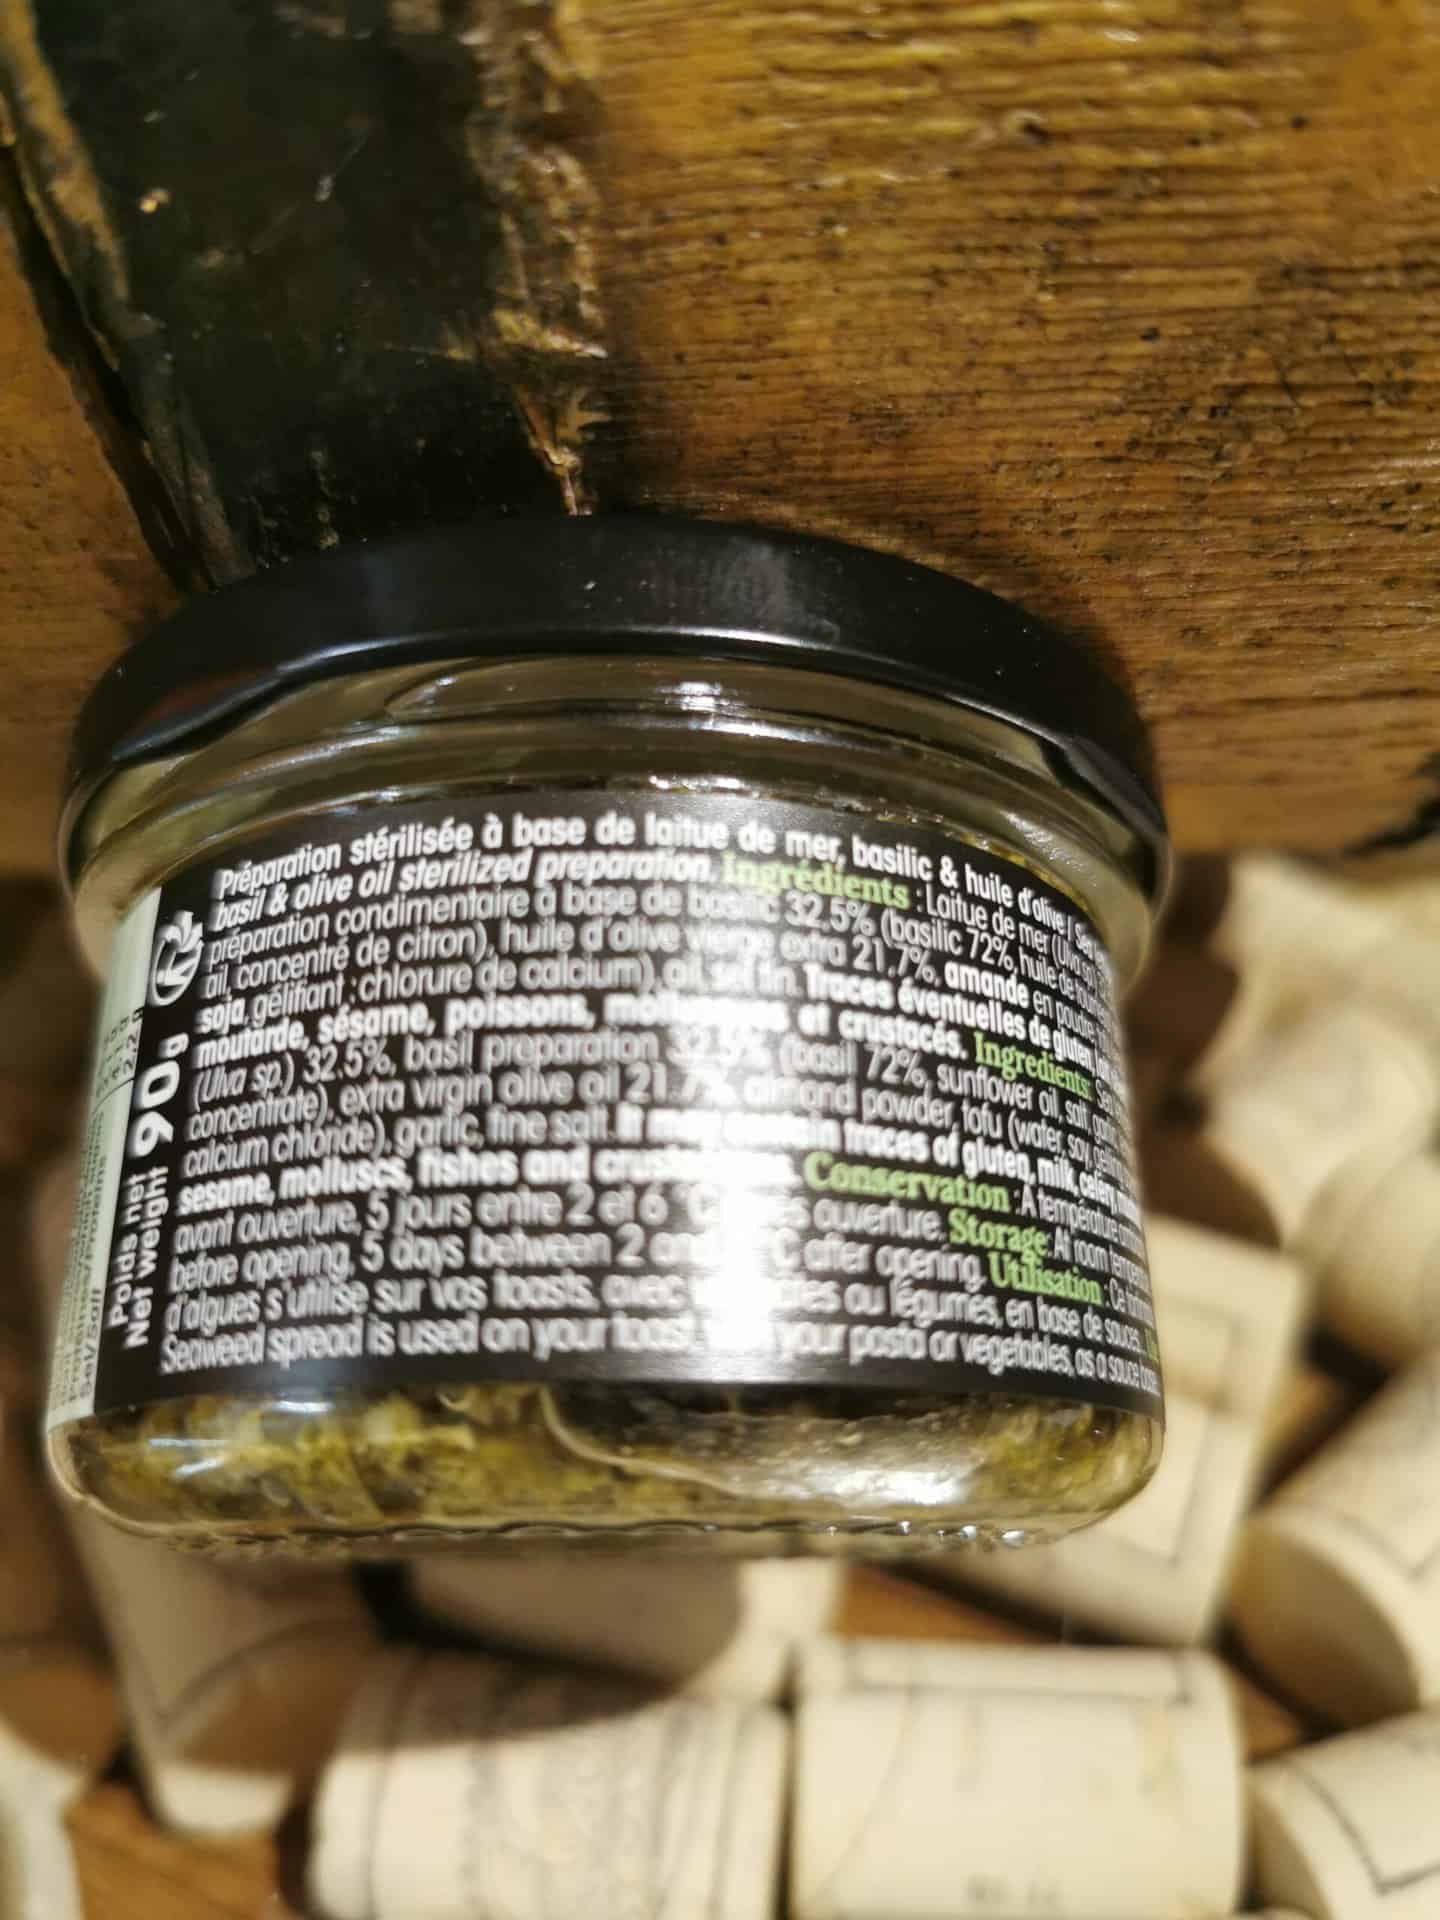 Préparation stérilisée à base de laitue de mer, basilic & huile d'olive /
basil & olive oil sterilized preparation. Ingrédients : Laitue de mer (Ulva sp.)
préparation condimentaire à base de basilic 32.5% (basilic 72%, huile de
ail, concentré de citron), huile d'olive vierge extra 21.7%, amande en poudre,
soja, gélifiant : chlorure de calcium), ail, sel fin. Traces éventuelles de gluten,
moutarde, sésame, poissons, mollusques et crustacés. Ingredients:
(Ulva sp.) 32.5%, basil preparation 32.5% (basil 72%, sunflower oil, salt,
concentrate), extra virgin olive oil 21.7%, almond powder, tofu (water, soy,
calcium chloride), garlic, fine salt. It may contain traces of gluten, milk, celery,
sesame, molluscs, fishes and crustaceans. Conservation : A température
avant ouverture, 5 jours entre 2 et 6 °C ouverture. Storage: At room
before opening, 5 days between 2 C after opening. Utilisation : Ce
d'algues s'utilise sur vos toasts, avec ou légumes, en base de sauces.
Seaweed spread is used on your your pasta or vegetables, as a sauce
Poids net
Net weight 90g
Sel/Salt 2.2 g